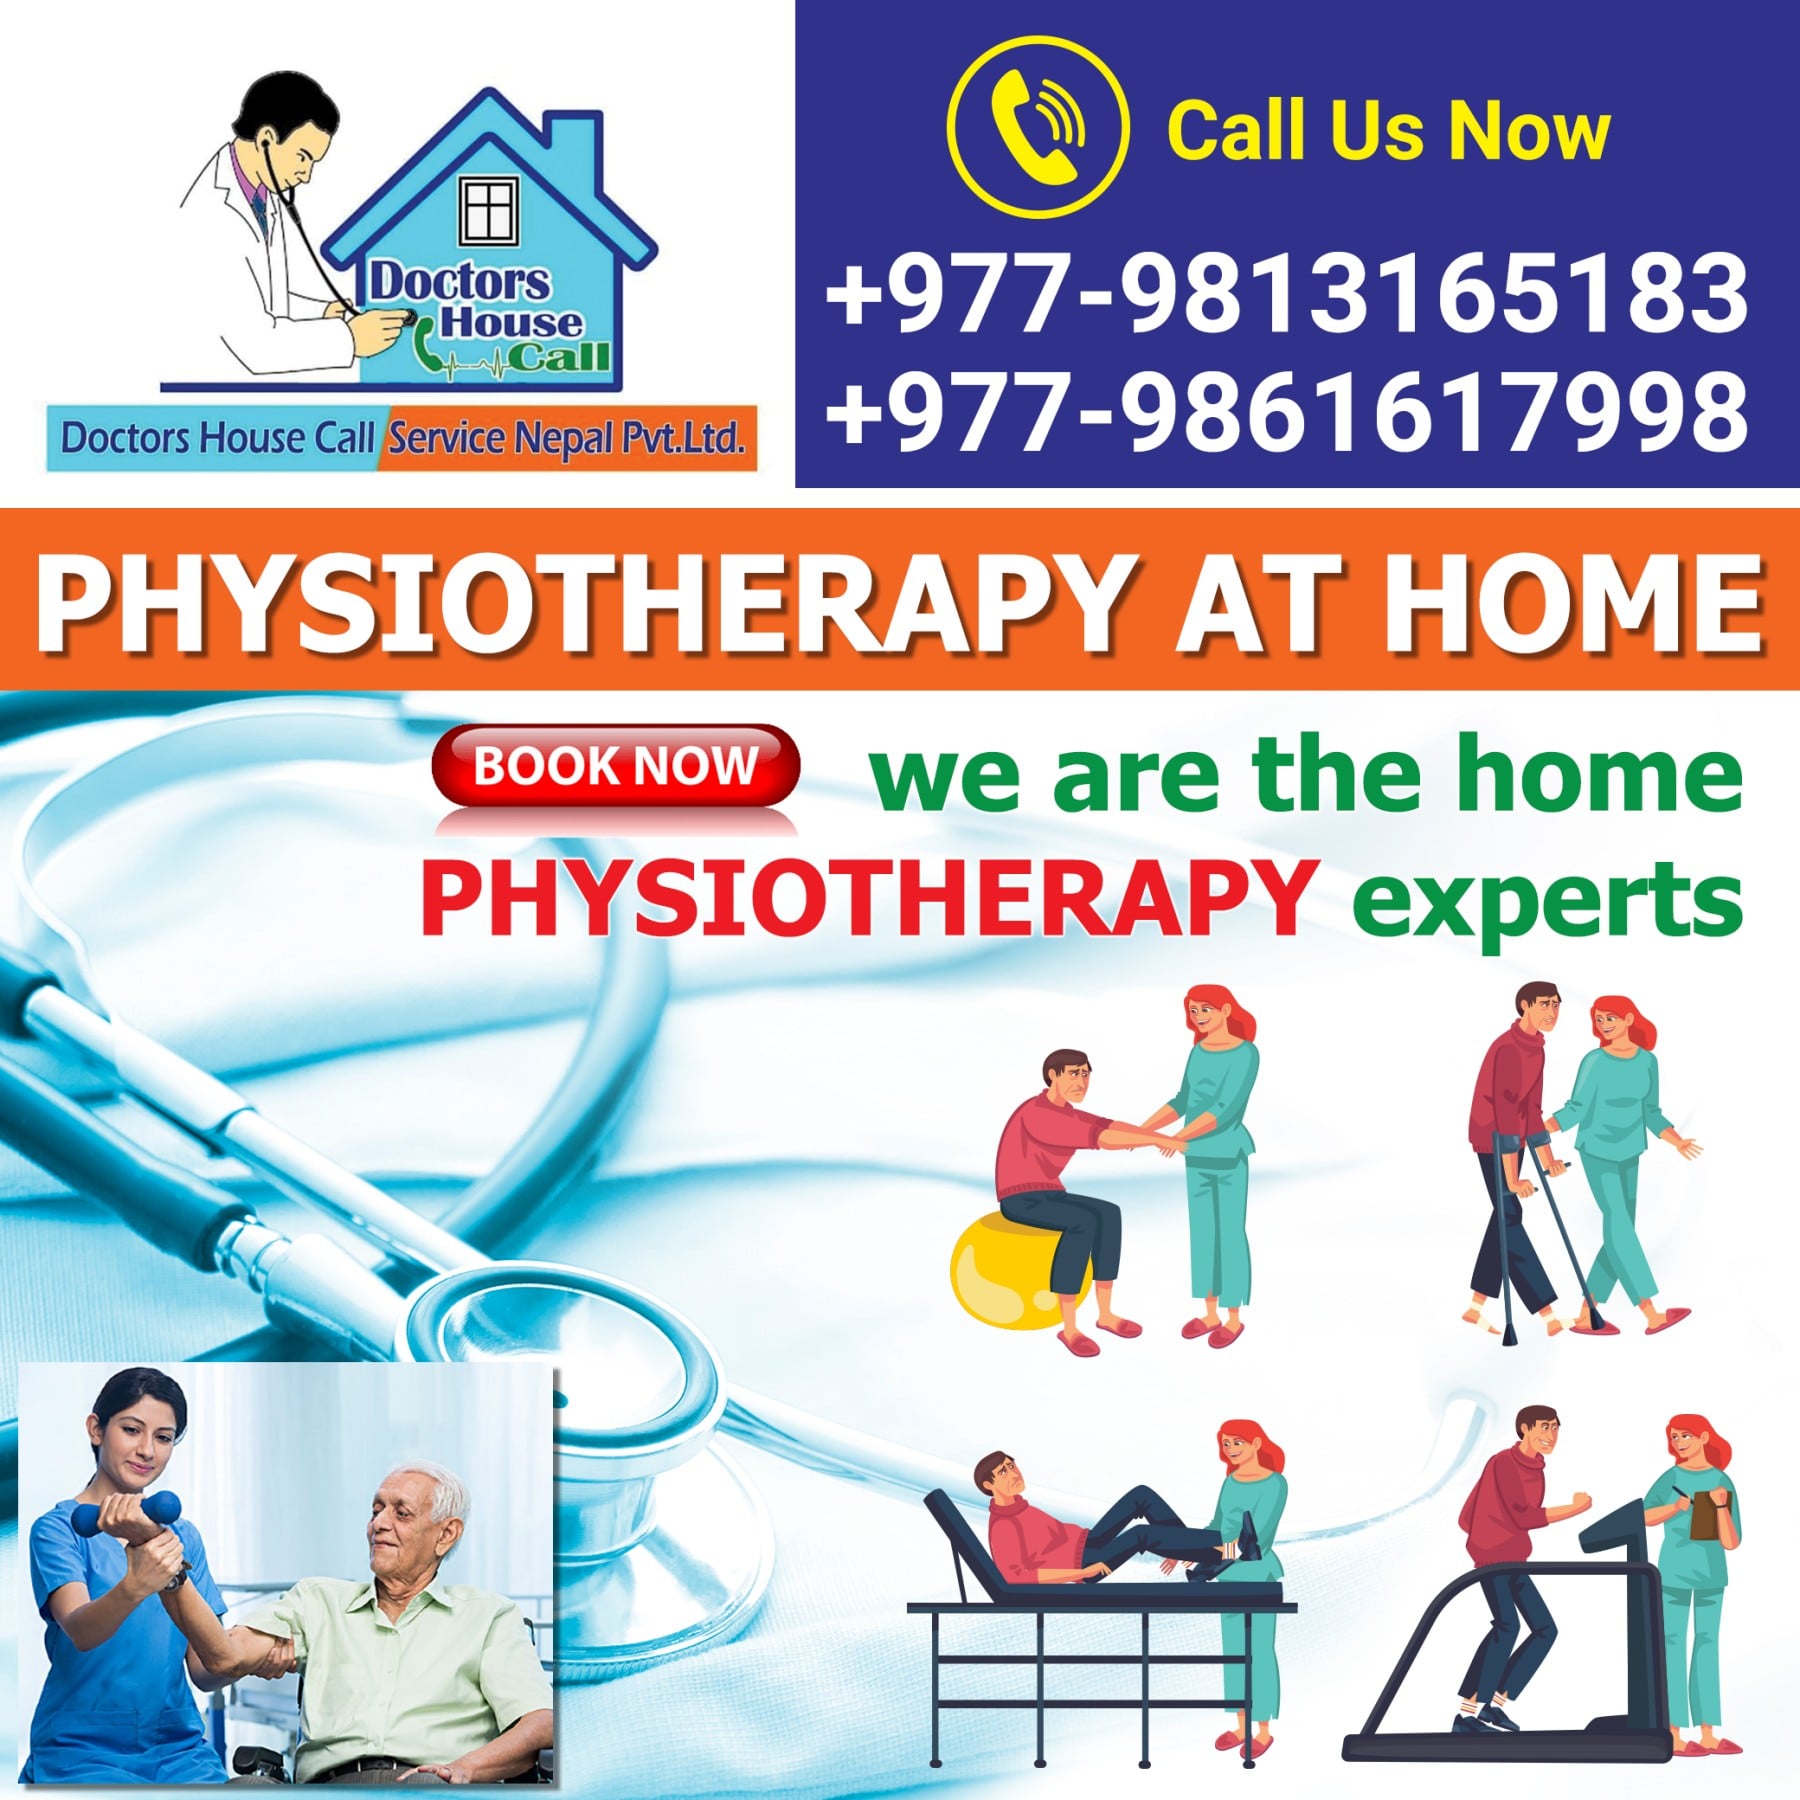 Doctors
House
Call
Doctors House Call Service Nepal Pvt.Ltd.
Call Us Now
+977-9813165183
+977-9861617998
PHYSIOTHERAPY AT HOME
BOOK NOW
we are the home
PHYSIOTHERAPY experts